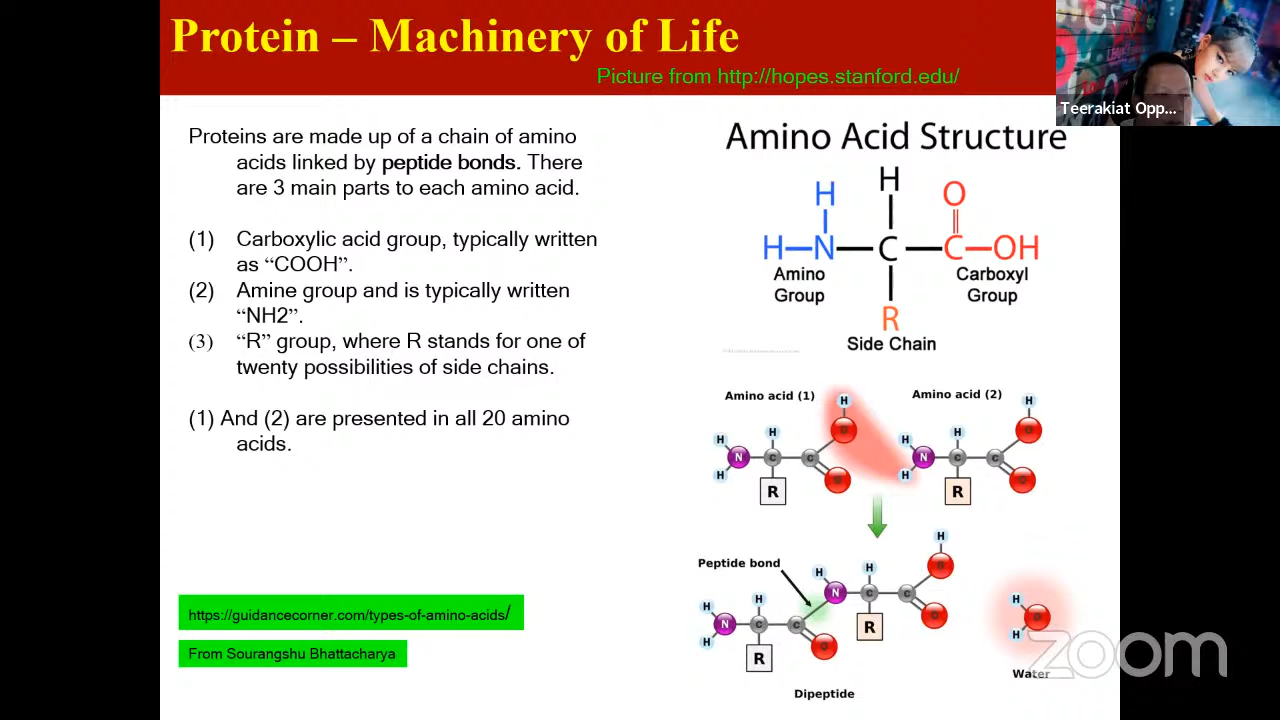 Protein – Machinery of Life
Picture from http://hopes.stanford.edu/
Teerakiat Opp...
Proteins are made up of a chain of amino
acids linked by peptide bonds. There
are 3 main parts to each amino acid.
(1) Carboxylic acid group, typically written
as “COOH”.
(2) Amine group and is typically written
“NH2”.
(3) “R” group, where R stands for one of
twenty possibilities of side chains.
(1) And (2) are presented in all 20 amino
acids.
https://guidancecorner.com/types-of-amino-acids/
From Sourangshu Bhattacharya
Amino Acid Structure
H H O
H N C C OH
Amino
Group
Carboxyl
Group
R
Side Chain
Amino acid (1)
H
H H O
N C C
H O
R
Amino acid (2)
H
H H O
N C C
H O
R
Peptide bond
H
H H O
N C C
H H R O
N C C
H O
R
Dipeptide
H
O
H
Water
zoom